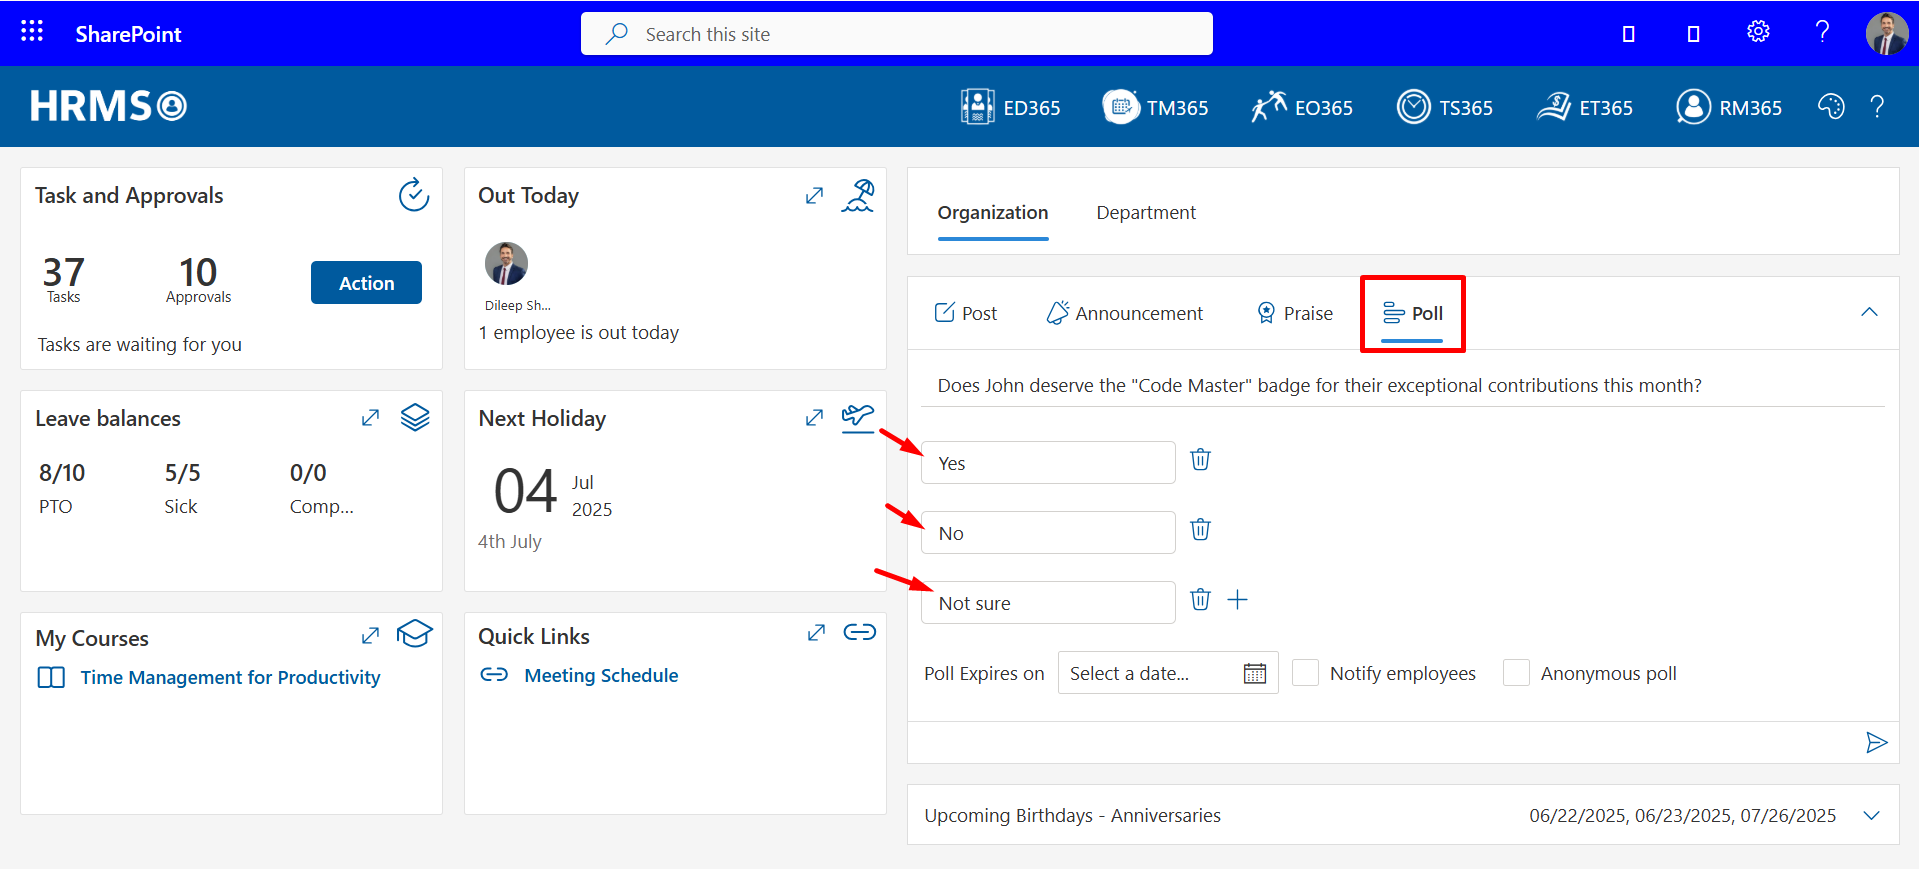 SharePoint
Search this site
?
HRMS
ED365
TM365
EO365
TS365
ET365
RM365
?
Task and Approvals
37
Tasks
10
Approvals
Action
Tasks are waiting for you
Out Today
Dileep Sh...
1 employee is out today
Leave balances
8/10
PTO
5/5
Sick
0/0
Comp...
Next Holiday
04
Jul
2025
4th July
My Courses
Time Management for Productivity
Quick Links
Meeting Schedule
Organization
Department
Post
Announcement
Praise
Poll
Does John deserve the "Code Master" badge for their exceptional contributions this month?
Yes
No
Not sure
Poll Expires on
Select a date...
Notify employees
Anonymous poll
Upcoming Birthdays - Anniversaries
06/22/2025, 06/23/2025, 07/26/2025